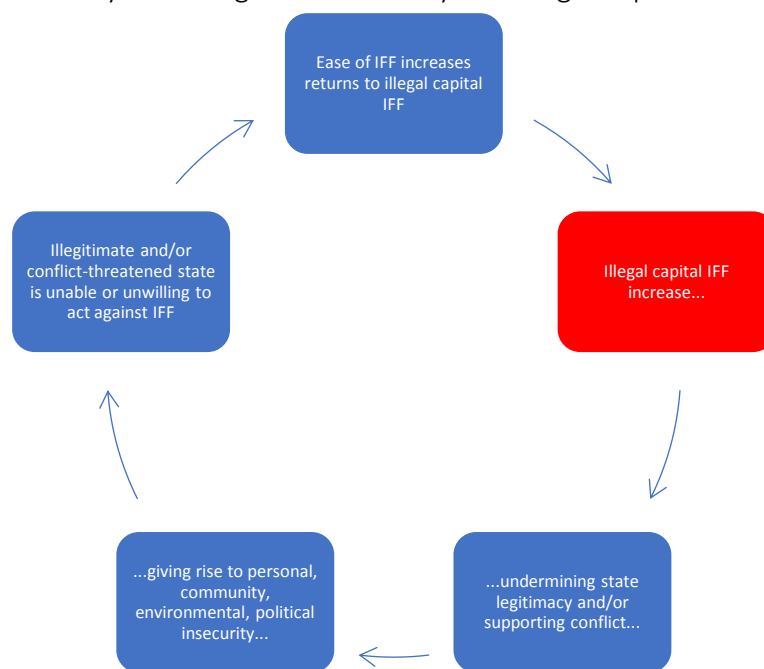 Ease of IFF increases
returns to illegal capital
IFF
Illegal capital IFF
increase...
...undermining state
legitimacy and/or
supporting conflict...
...giving rise to personal,
community,
environmental, political
insecurity...
Illegitimate and/or
conflict-threatened state
is unable or unwilling to
act against IFF